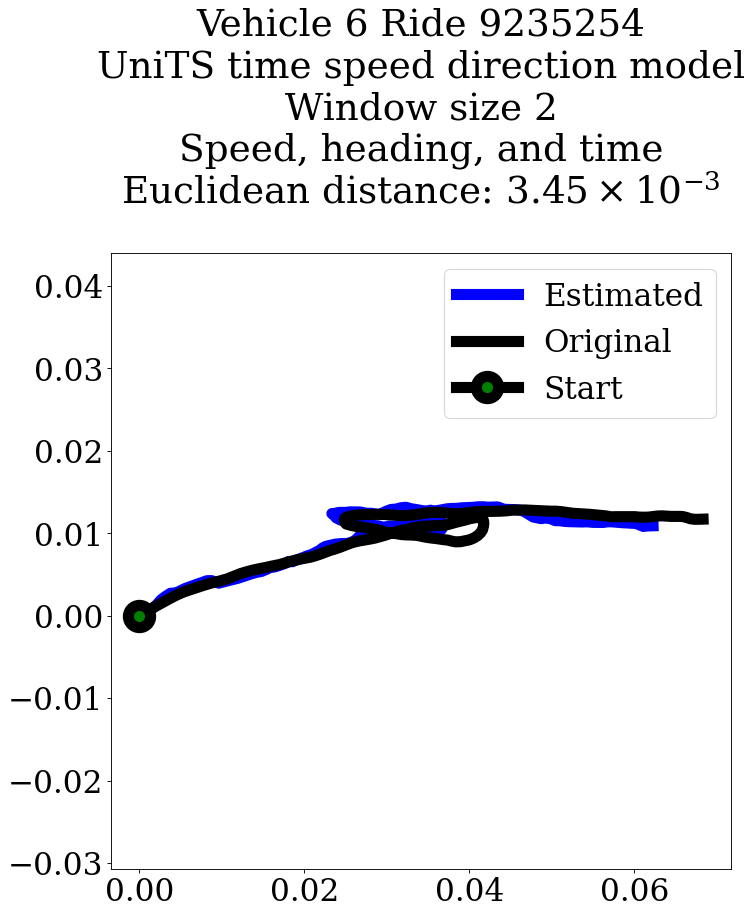 Vehicle 6 Ride 9235254
UniTS time speed direction model
Window size 2
Speed, heading, and time
Euclidean distance: 3.45 × 10⁻³
Estimated
Original
Start
0.04
0.03
0.02
0.01
0.00
−0.01
−0.02
−0.03
0.00 0.02 0.04 0.06